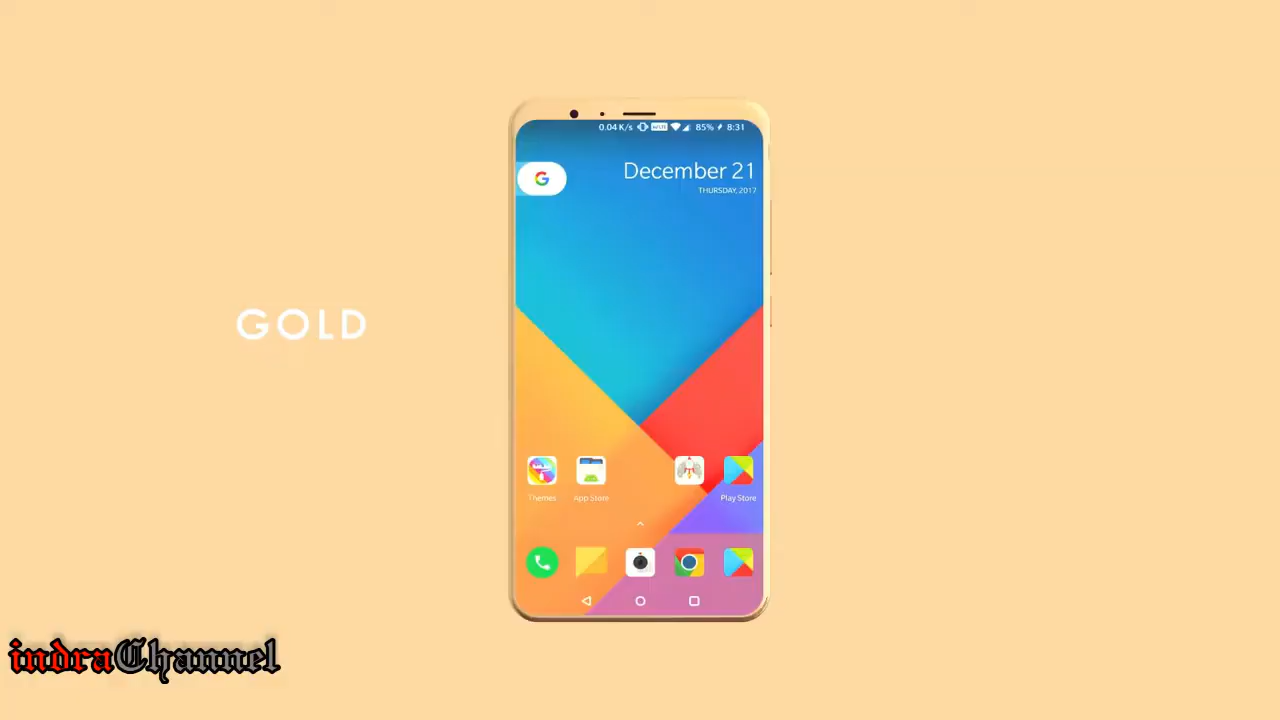 0.04 K/s 85% 8:31
G
December 21
THURSDAY, 2017
GOLD
Themes App Store Play Store
indraChannel